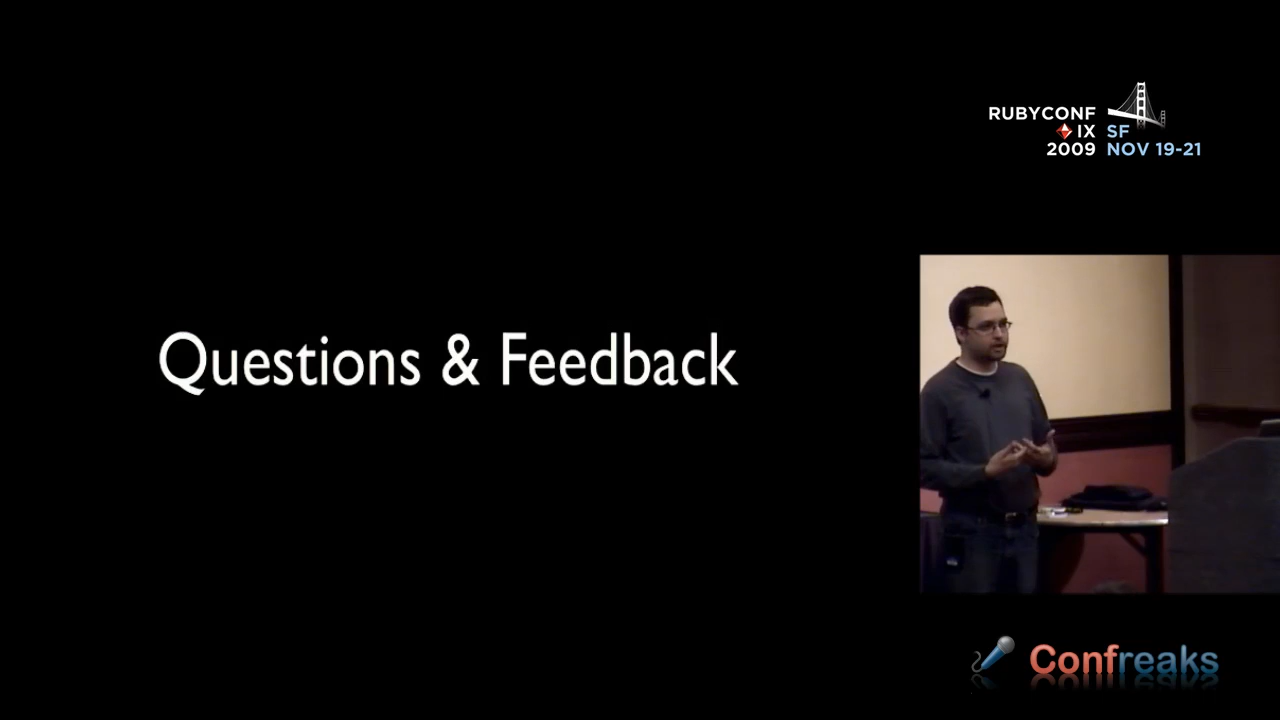 RUBYCONF
IX SF
2009 NOV 19-21
Questions & Feedback
Confreaks